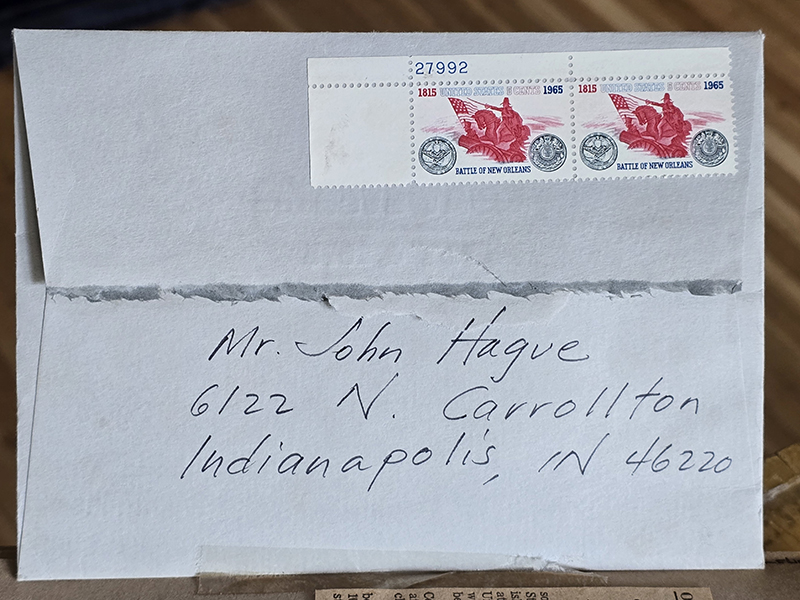 27992
1815 UNITED STATES 5 CENTS 1965
BATTLE OF NEW ORLEANS
1815 UNITED STATES 5 CENTS 1965
BATTLE OF NEW ORLEANS
Mr. John Hague
6122 N. Carrollton
Indianapolis, IN 46220